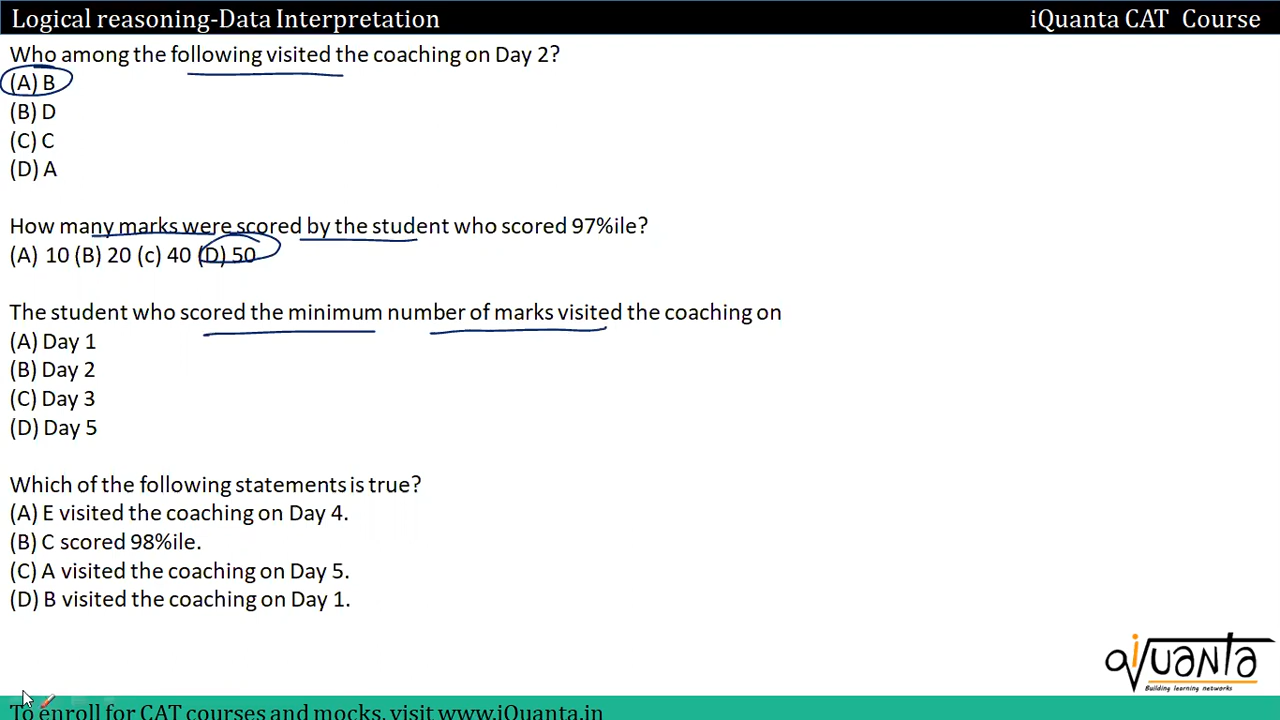 Logical reasoning-Data Interpretation
iQuanta CAT Course
Who among the following visited the coaching on Day 2?
(A) B
(B) D
(C) C
(D) A
How many marks were scored by the student who scored 97%ile?
(A) 10 (B) 20 (c) 40 (D) 50
The student who scored the minimum number of marks visited the coaching on
(A) Day 1
(B) Day 2
(C) Day 3
(D) Day 5
Which of the following statements is true?
(A) E visited the coaching on Day 4.
(B) C scored 98%ile.
(C) A visited the coaching on Day 5.
(D) B visited the coaching on Day 1.
iQuanta
Building learning networks
To enroll for CAT courses and mocks, visit www.iQuanta.in